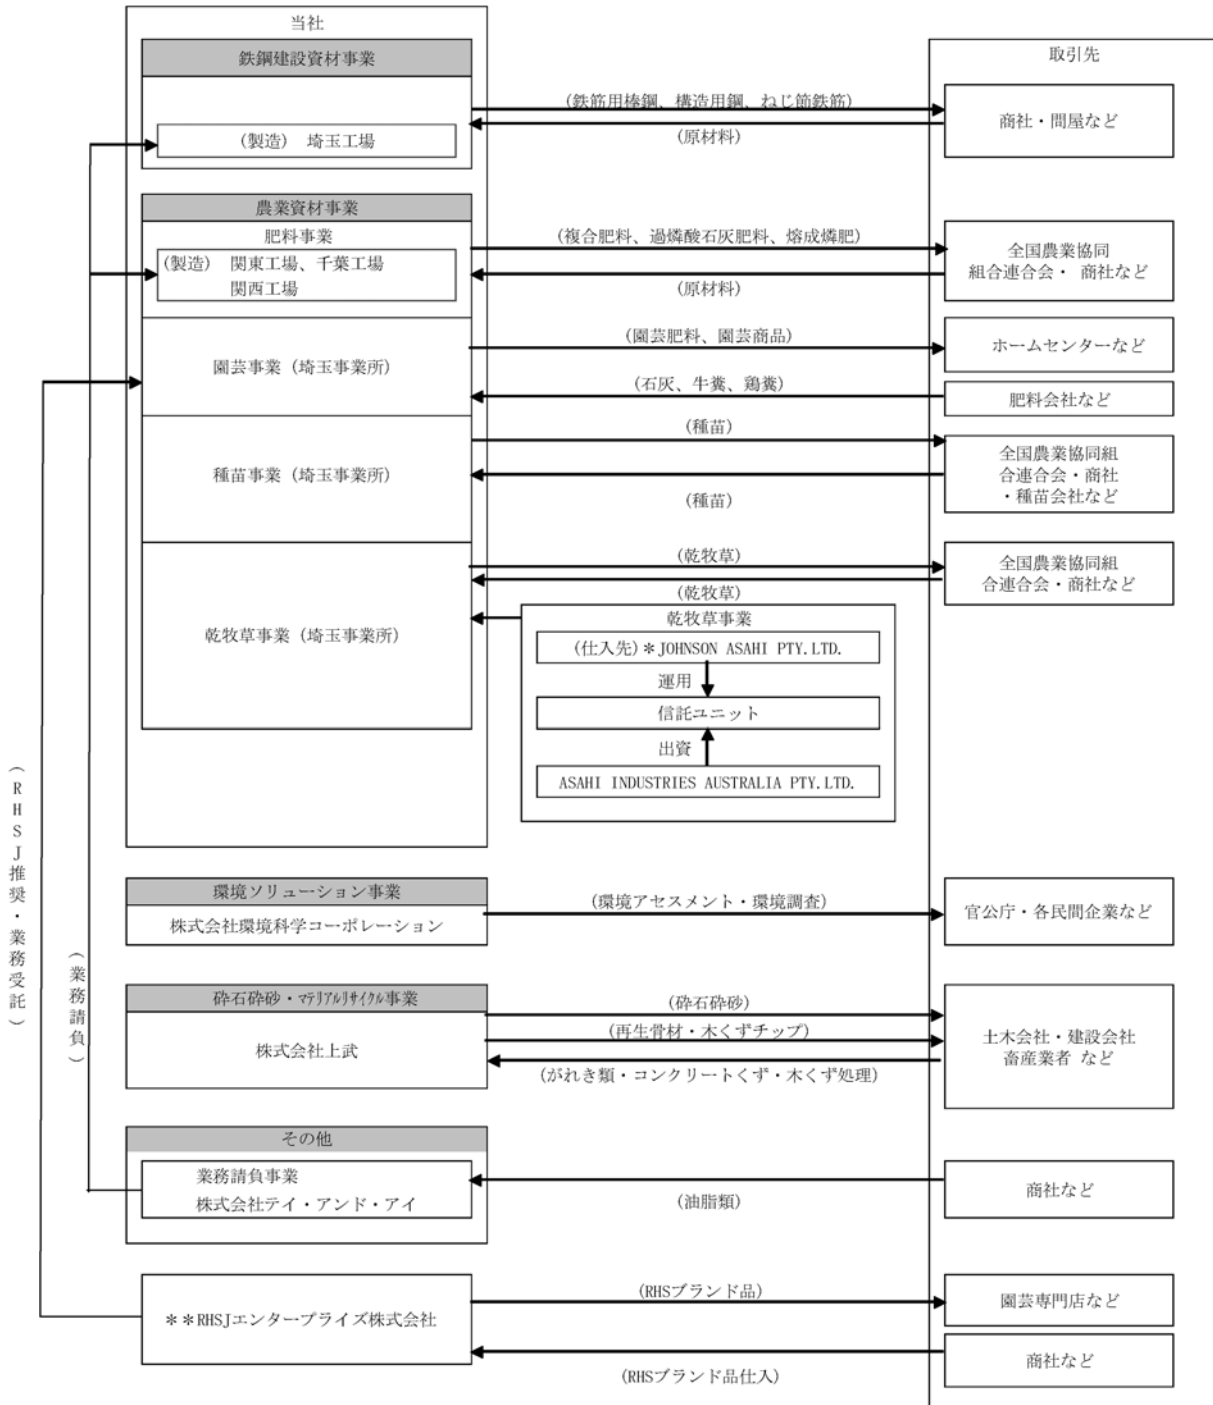 当社
取引先
鉄鋼建設資材事業
(製造) 埼玉工場
(鉄筋用棒鋼、構造用鋼、ねじ節鉄筋)
(原材料)
商社・問屋など
農業資材事業
肥料事業
(製造) 関東工場、千葉工場
関西工場
(複合肥料、過燐酸石灰肥料、熔成燐肥)
(原材料)
全国農業協同
組合連合会・ 商社など
園芸事業(埼玉事業所)
(園芸肥料、園芸商品)
ホームセンターなど
(石灰、牛糞、鶏糞)
肥料会社など
種苗事業(埼玉事業所)
(種苗)
(種苗)
全国農業協同組
合連合会・商社
・種苗会社など
乾牧草事業(埼玉事業所)
(乾牧草)
(乾牧草)
全国農業協同組
合連合会・商社など
乾牧草事業
(仕入先)*JOHNSON ASAHI PTY.LTD.
運用
信託ユニット
出資
ASAHI INDUSTRIES AUSTRALIA PTY.LTD.
(RHSJ推奨・業務受託)
(業務請負)
環境ソリューション事業
株式会社環境科学コーポレーション
(環境アセスメント・環境調査)
官公庁・各民間企業など
砕石砕砂・マテリアルリサイクル事業
株式会社上武
(砕石砕砂)
(再生骨材・木くずチップ)
(がれき類・コンクリートくず・木くず処理)
土木会社・建設会社
畜産業者 など
その他
業務請負事業
株式会社テイ・アンド・アイ
(油脂類)
商社など
**RHSJエンタープライズ株式会社
(RHSブランド品)
園芸専門店など
(RHSブランド品仕入)
商社など